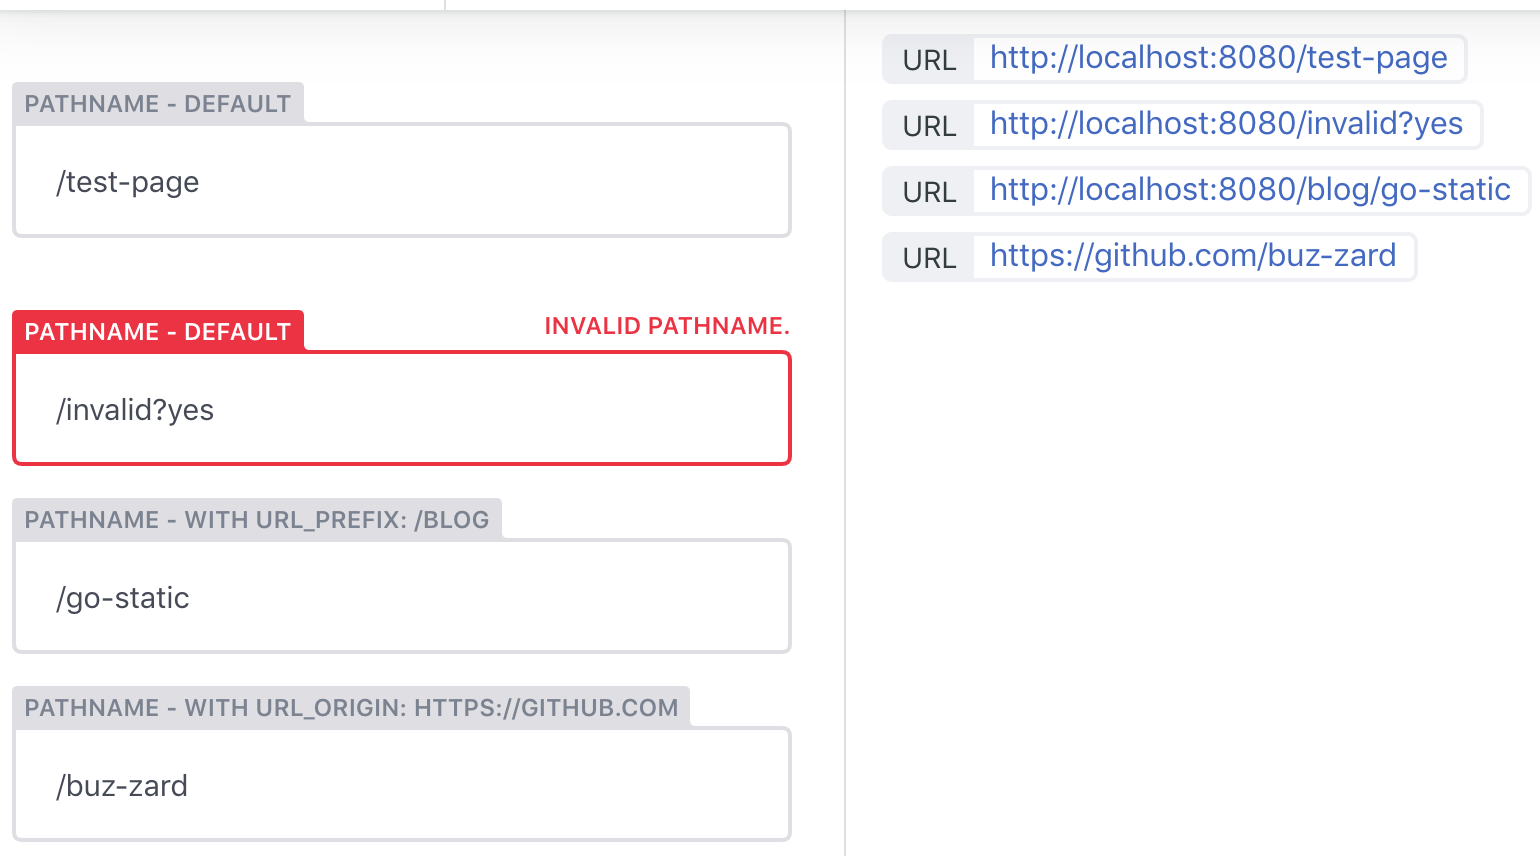 PATHNAME - DEFAULT
/test-page
PATHNAME - DEFAULT
INVALID PATHNAME.
/invalid?yes
PATHNAME - WITH URL_PREFIX: /BLOG
/go-static
PATHNAME - WITH URL_ORIGIN: HTTPS://GITHUB.COM
/buz-zard
URL http://localhost:8080/test-page
URL http://localhost:8080/invalid?yes
URL http://localhost:8080/blog/go-static
URL https://github.com/buz-zard